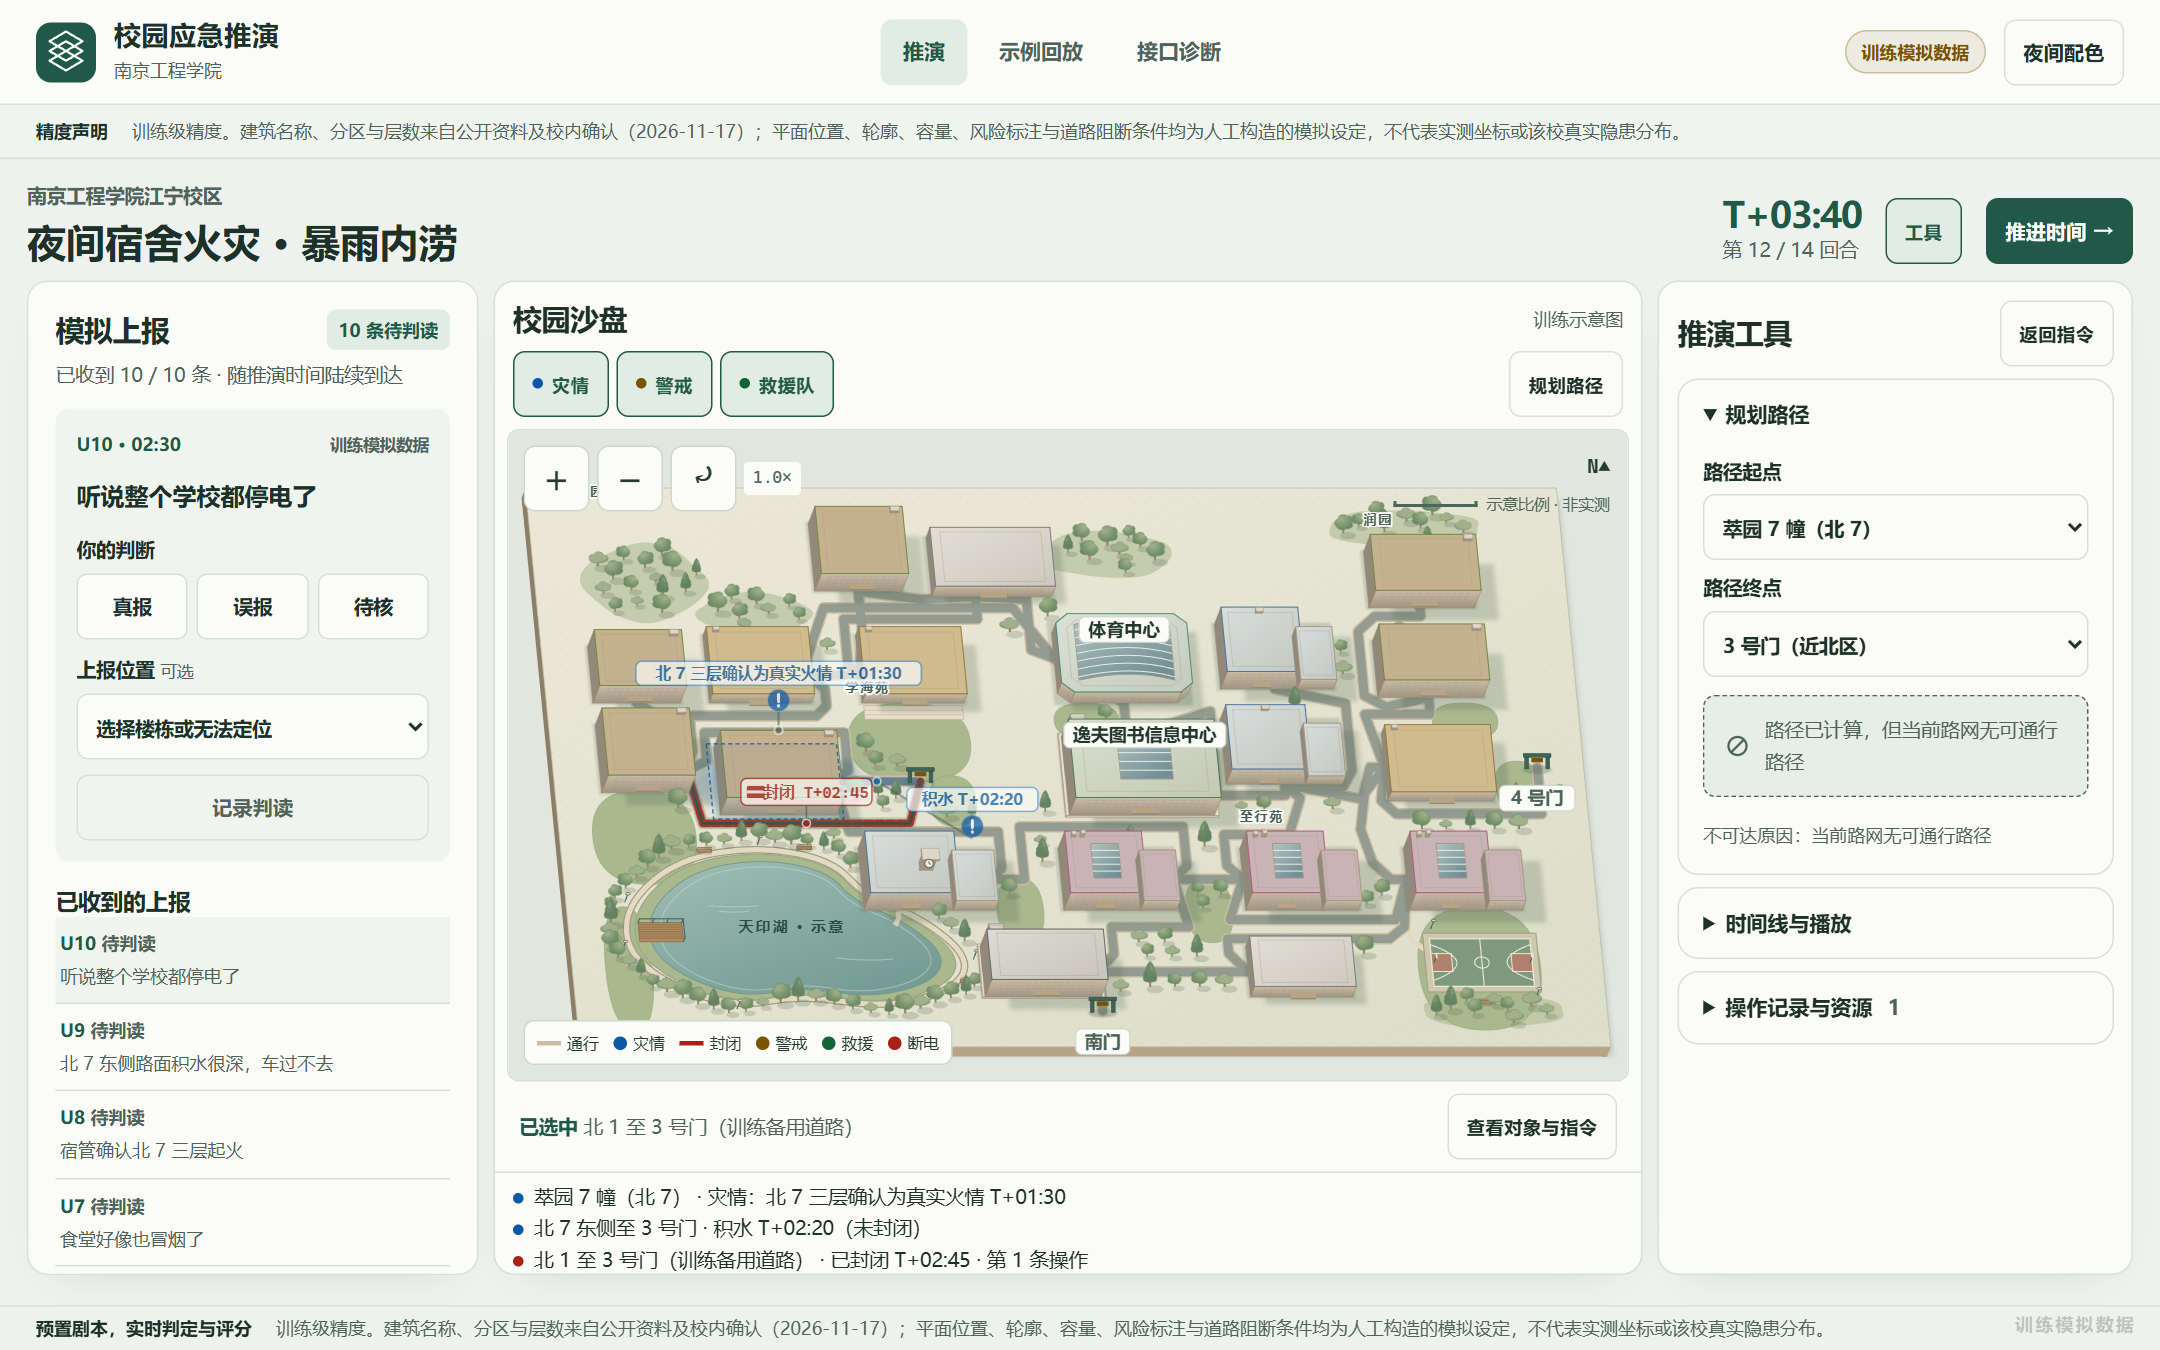 校园应急推演
南京工程学院
推演
示例回放
接口诊断
训练模拟数据
夜间配色
精度声明 训练级精度。建筑名称、分区与层数来自公开资料及校内确认（2026-11-17）；平面位置、轮廓、容量、风险标注与道路阻断条件均为人工构造的模拟设定，不代表实测坐标或该校真实隐患分布。
南京工程学院江宁校区
夜间宿舍火灾·暴雨内涝
T+03:40
第 12 / 14 回合
工具
推进时间 →
模拟上报
10 条待判读
已收到 10 / 10 条 · 随推演时间陆续到达
U10 • 02:30
训练模拟数据
听说整个学校都停电了
你的判断
真报
误报
待核
上报位置 可选
选择楼栋或无法定位
记录判读
已收到的上报
U10 待判读
听说整个学校都停电了
U9 待判读
北 7 东侧路面积水很深，车过不去
U8 待判读
宿管确认北 7 三层起火
U7 待判读
食堂好像也冒烟了
校园沙盘
训练示意图
灾情
警戒
救援队
规划路径
+
−
1.0×
N▲
示意比例 · 非实测
润园
体育中心
北 7 三层确认为真实火情 T+01:30
学海苑
逸夫图书信息中心
封闭 T+02:45
积水 T+02:20
4 号门
至行苑
天印湖 • 示意
南门
通行
灾情
封闭
警戒
救援
断电
已选中 北 1 至 3 号门（训练备用道路）
查看对象与指令
萃园 7 幢（北 7） · 灾情：北 7 三层确认为真实火情 T+01:30
北 7 东侧至 3 号门 · 积水 T+02:20（未封闭）
北 1 至 3 号门（训练备用道路） · 已封闭 T+02:45 · 第 1 条操作
推演工具
返回指令
▼ 规划路径
路径起点
萃园 7 幢（北 7）
路径终点
3 号门（近北区）
路径已计算，但当前路网无可通行
路径
不可达原因：当前路网无可通行路径
▶ 时间线与播放
▶ 操作记录与资源 1
预置剧本，实时判定与评分 训练级精度。建筑名称、分区与层数来自公开资料及校内确认（2026-11-17）；平面位置、轮廓、容量、风险标注与道路阻断条件均为人工构造的模拟设定，不代表实测坐标或该校真实隐患分布。
训练模拟数据